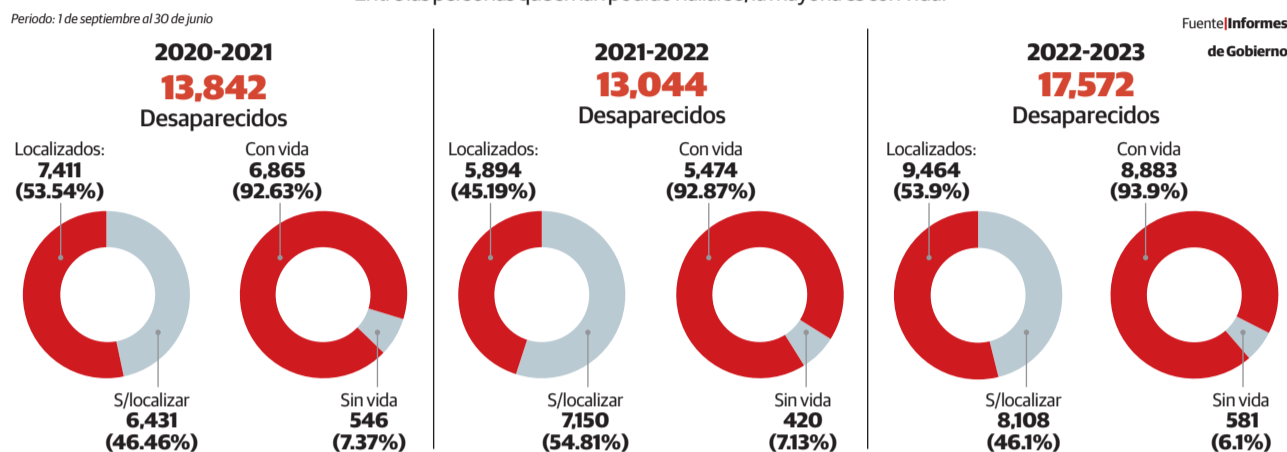 Periodo: 1 de septiembre al 30 de junio
Fuente|Informes
de Gobierno
2020-2021
13,842
Desaparecidos
Localizados:
7,411
(53.54%)
Con vida
6,865
(92.63%)
S/localizar
6,431
(46.46%)
Sin vida
546
(7.37%)
2021-2022
13,044
Desaparecidos
Localizados:
5,894
(45.19%)
Con vida
5,474
(92.87%)
S/localizar
7,150
(54.81%)
Sin vida
420
(7.13%)
2022-2023
17,572
Desaparecidos
Localizados:
9,464
(53.9%)
Con vida
8,883
(93.9%)
S/localizar
8,108
(46.1%)
Sin vida
581
(6.1%)